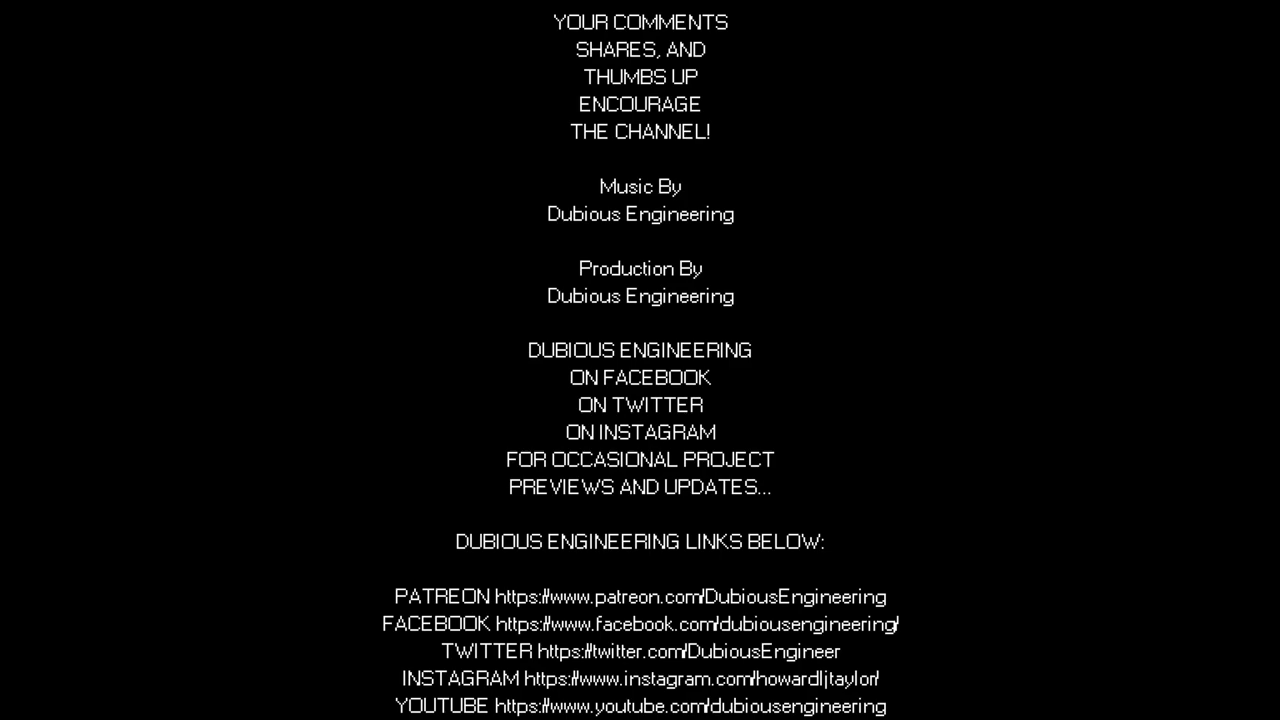 YOUR COMMENTS
SHARES, AND
THUMBS UP
ENCOURAGE
THE CHANNEL!
Music By
Dubious Engineering
Production By
Dubious Engineering
DUBIOUS ENGINEERING
ON FACEBOOK
ON TWITTER
ON INSTAGRAM
FOR OCCASIONAL PROJECT
PREVIEWS AND UPDATES...
DUBIOUS ENGINEERING LINKS BELOW:
PATREON https://www.patreon.com/DubiousEngineering
FACEBOOK https://www.facebook.com/dubiousengineering/
TWITTER https://twitter.com/DubiousEngineer
INSTAGRAM https://www.instagram.com/howardljtaylor/
YOUTUBE https://www.youtube.com/dubiousengineering